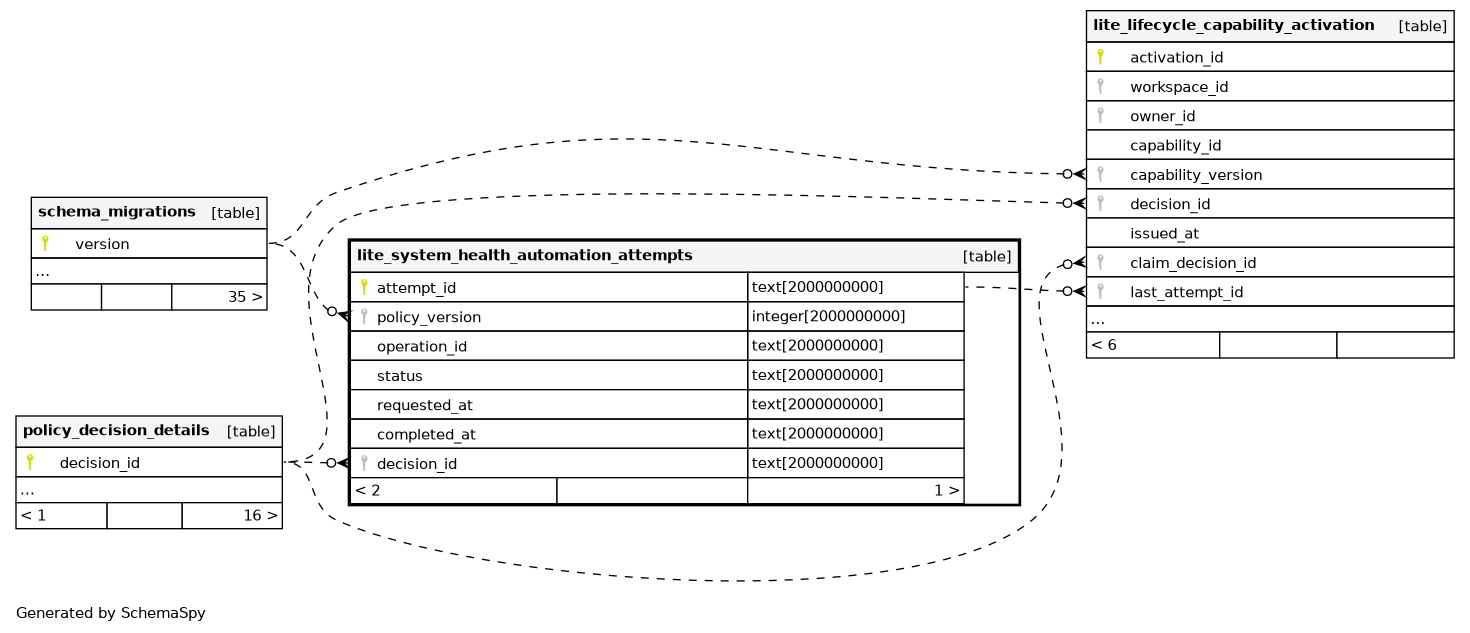 lite_lifecycle_capability_activation [table]
activation_id
workspace_id
owner_id
capability_id
capability_version
decision_id
issued_at
claim_decision_id
last_attempt_id
...
< 6
schema_migrations [table]
version
...
35 >
lite_system_health_automation_attempts [table]
attempt_id text[2000000000]
policy_version integer[2000000000]
operation_id text[2000000000]
status text[2000000000]
requested_at text[2000000000]
completed_at text[2000000000]
decision_id text[2000000000]
< 2 1 >
policy_decision_details [table]
decision_id
...
< 1 16 >
Generated by SchemaSpy